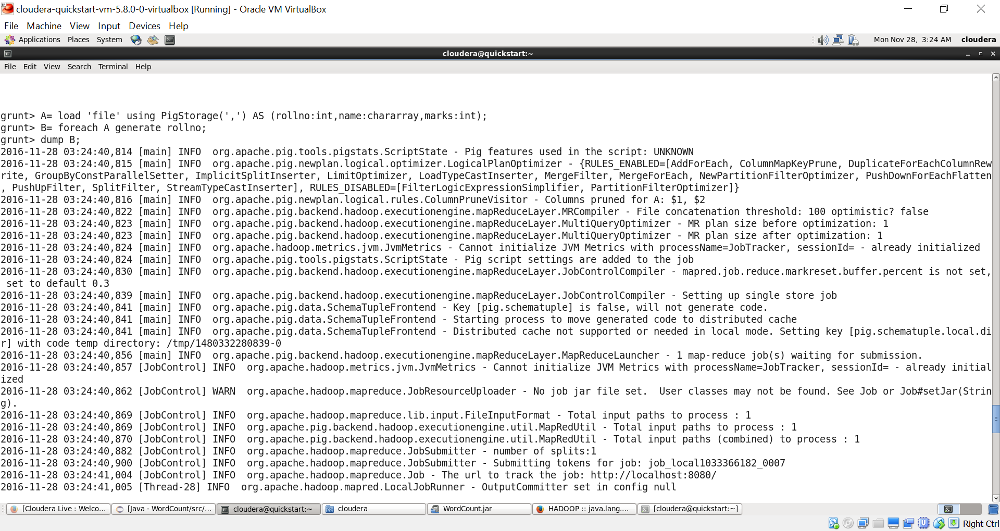 cloudera-quickstart-vm-5.8.0-0-virtualbox [Running] - Oracle VM VirtualBox
File Machine View Input Devices Help
Applications Places System Mon Nov 28, 3:24 AM cloudera
cloudera@quickstart:~
File Edit View Search Terminal Help
grunt> A= load 'file' using PigStorage(',') AS (rollno:int,name:chararray,marks:int);
grunt> B= foreach A generate rollno;
grunt> dump B;
2016-11-28 03:24:40,814 [main] INFO  org.apache.pig.tools.pigstats.ScriptState - Pig features used in the script: UNKNOWN
2016-11-28 03:24:40,815 [main] INFO  org.apache.pig.newplan.logical.optimizer.LogicalPlanOptimizer - {RULES_ENABLED=[AddForEach, ColumnMapKeyPrune, DuplicateForEachColumnRew
rite, GroupByConstParallelSetter, ImplicitSplitInserter, LimitOptimizer, LoadTypeCastInserter, MergeFilter, MergeForEach, NewPartitionFilterOptimizer, PushDownForEachFlatten
, PushUpFilter, SplitFilter, StreamTypeCastInserter], RULES_DISABLED=[FilterLogicExpressionSimplifier, PartitionFilterOptimizer]}
2016-11-28 03:24:40,816 [main] INFO  org.apache.pig.newplan.logical.rules.ColumnPruneVisitor - Columns pruned for A: $1, $2
2016-11-28 03:24:40,822 [main] INFO  org.apache.pig.backend.hadoop.executionengine.mapReduceLayer.MRCompiler - File concatenation threshold: 100 optimistic? false
2016-11-28 03:24:40,823 [main] INFO  org.apache.pig.backend.hadoop.executionengine.mapReduceLayer.MultiQueryOptimizer - MR plan size before optimization: 1
2016-11-28 03:24:40,823 [main] INFO  org.apache.pig.backend.hadoop.executionengine.mapReduceLayer.MultiQueryOptimizer - MR plan size after optimization: 1
2016-11-28 03:24:40,824 [main] INFO  org.apache.hadoop.metrics.jvm.JvmMetrics - Cannot initialize JVM Metrics with processName=JobTracker, sessionId= - already initialized
2016-11-28 03:24:40,824 [main] INFO  org.apache.pig.tools.pigstats.ScriptState - Pig script settings are added to the job
2016-11-28 03:24:40,830 [main] INFO  org.apache.pig.backend.hadoop.executionengine.mapReduceLayer.JobControlCompiler - mapred.job.reduce.markreset.buffer.percent is not set,
 set to default 0.3
2016-11-28 03:24:40,839 [main] INFO  org.apache.pig.backend.hadoop.executionengine.mapReduceLayer.JobControlCompiler - Setting up single store job
2016-11-28 03:24:40,841 [main] INFO  org.apache.pig.data.SchemaTupleFrontend - Key [pig.schematuple] is false, will not generate code.
2016-11-28 03:24:40,841 [main] INFO  org.apache.pig.data.SchemaTupleFrontend - Starting process to move generated code to distributed cache
2016-11-28 03:24:40,841 [main] INFO  org.apache.pig.data.SchemaTupleFrontend - Distributed cache not supported or needed in local mode. Setting key [pig.schematuple.local.di
r] with code temp directory: /tmp/1480332280839-0
2016-11-28 03:24:40,856 [main] INFO  org.apache.pig.backend.hadoop.executionengine.mapReduceLayer.MapReduceLauncher - 1 map-reduce job(s) waiting for submission.
2016-11-28 03:24:40,857 [JobControl] INFO  org.apache.hadoop.metrics.jvm.JvmMetrics - Cannot initialize JVM Metrics with processName=JobTracker, sessionId= - already initial
ized
2016-11-28 03:24:40,862 [JobControl] WARN  org.apache.hadoop.mapreduce.JobResourceUploader - No job jar file set.  User classes may not be found. See Job or Job#setJar(Strin
g).
2016-11-28 03:24:40,869 [JobControl] INFO  org.apache.hadoop.mapreduce.lib.input.FileInputFormat - Total input paths to process : 1
2016-11-28 03:24:40,869 [JobControl] INFO  org.apache.pig.backend.hadoop.executionengine.util.MapRedUtil - Total input paths to process : 1
2016-11-28 03:24:40,870 [JobControl] INFO  org.apache.pig.backend.hadoop.executionengine.util.MapRedUtil - Total input paths (combined) to process : 1
2016-11-28 03:24:40,882 [JobControl] INFO  org.apache.hadoop.mapreduce.JobSubmitter - number of splits:1
2016-11-28 03:24:40,900 [JobControl] INFO  org.apache.hadoop.mapreduce.JobSubmitter - Submitting tokens for job: job_local1033366182_0007
2016-11-28 03:24:41,004 [JobControl] INFO  org.apache.hadoop.mapreduce.Job - The url to track the job: http://localhost:8080/
2016-11-28 03:24:41,005 [Thread-28] INFO  org.apache.hadoop.mapred.LocalJobRunner - OutputCommitter set in config null
[Cloudera Live : Welco... [Java - WordCount/src/... cloudera@quickstart:~ cloudera WordCount.jar HADOOP :: java.lang.... [cloudera@quickstart:~]
Right Ctrl